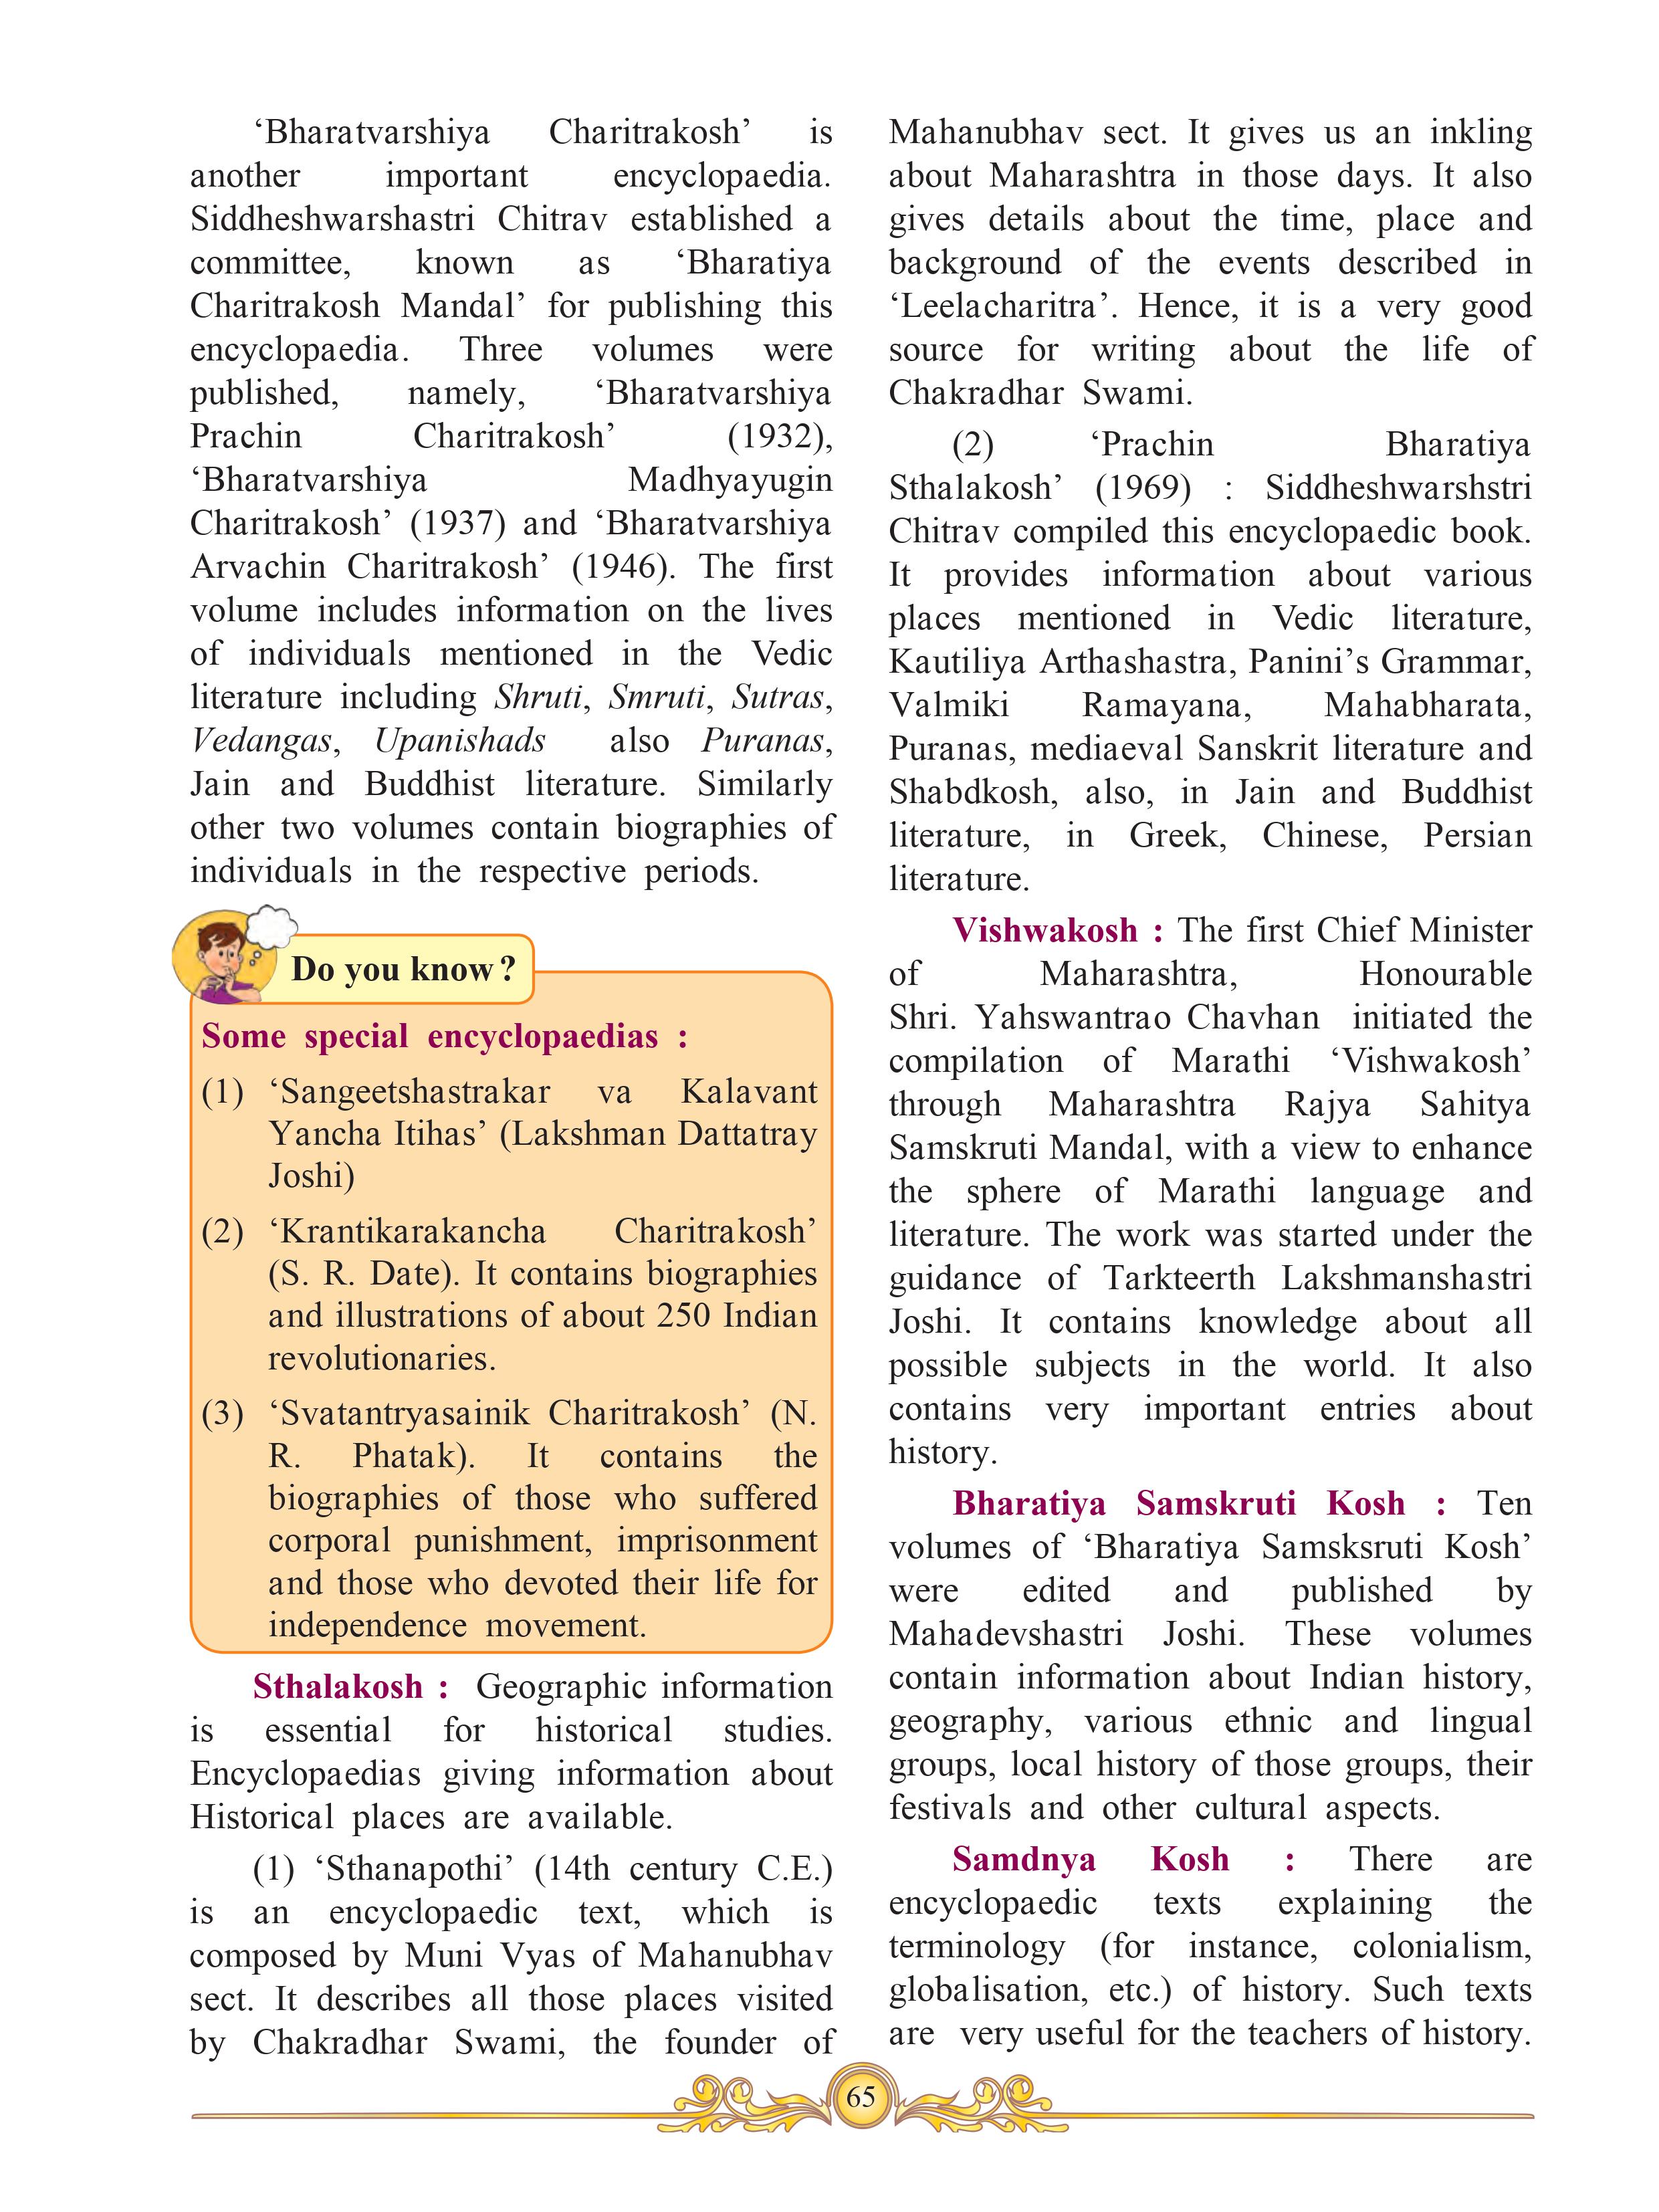 ‘Bharatvarshiya Charitrakosh’ is
another important encyclopaedia.
Siddheshwarshastri Chitrav established a
committee, known as ‘Bharatiya
Charitrakosh Mandal’ for publishing this
encyclopaedia. Three volumes were
published, namely, ‘Bharatvarshiya
Prachin Charitrakosh’ (1932),
‘Bharatvarshiya Madhyayugin
Charitrakosh’ (1937) and ‘Bharatvarshiya
Arvachin Charitrakosh’ (1946). The first
volume includes information on the lives
of individuals mentioned in the Vedic
literature including Shruti, Smruti, Sutras,
Vedangas, Upanishads also Puranas,
Jain and Buddhist literature. Similarly
other two volumes contain biographies of
individuals in the respective periods.
Do you know?
Some special encyclopaedias :
(1) ‘Sangeetshastrakar va Kalavant
Yancha Itihas’ (Lakshman Dattatray
Joshi)
(2) ‘Krantikarakancha Charitrakosh’
(S. R. Date). It contains biographies
and illustrations of about 250 Indian
revolutionaries.
(3) ‘Svatantryasainik Charitrakosh’ (N.
R. Phatak). It contains the
biographies of those who suffered
corporal punishment, imprisonment
and those who devoted their life for
independence movement.
Sthalakosh : Geographic information
is essential for historical studies.
Encyclopaedias giving information about
Historical places are available.
(1) ‘Sthanapothi’ (14th century C.E.)
is an encyclopaedic text, which is
composed by Muni Vyas of Mahanubhav
sect. It describes all those places visited
by Chakradhar Swami, the founder of
Mahanubhav sect. It gives us an inkling
about Maharashtra in those days. It also
gives details about the time, place and
background of the events described in
‘Leelacharitra’. Hence, it is a very good
source for writing about the life of
Chakradhar Swami.
(2) ‘Prachin Bharatiya
Sthalakosh’ (1969) : Siddheshwarshstri
Chitrav compiled this encyclopaedic book.
It provides information about various
places mentioned in Vedic literature,
Kautiliya Arthashastra, Panini’s Grammar,
Valmiki Ramayana, Mahabharata,
Puranas, mediaeval Sanskrit literature and
Shabdkosh, also, in Jain and Buddhist
literature, in Greek, Chinese, Persian
literature.
Vishwakosh : The first Chief Minister
of Maharashtra, Honourable
Shri. Yahswantrao Chavhan initiated the
compilation of Marathi ‘Vishwakosh’
through Maharashtra Rajya Sahitya
Samskruti Mandal, with a view to enhance
the sphere of Marathi language and
literature. The work was started under the
guidance of Tarkteerth Lakshmanshastri
Joshi. It contains knowledge about all
possible subjects in the world. It also
contains very important entries about
history.
Bharatiya Samskruti Kosh : Ten
volumes of ‘Bharatiya Samsksruti Kosh’
were edited and published by
Mahadevshastri Joshi. These volumes
contain information about Indian history,
geography, various ethnic and lingual
groups, local history of those groups, their
festivals and other cultural aspects.
Samdnya Kosh : There are
encyclopaedic texts explaining the
terminology (for instance, colonialism,
globalisation, etc.) of history. Such texts
are very useful for the teachers of history.
65